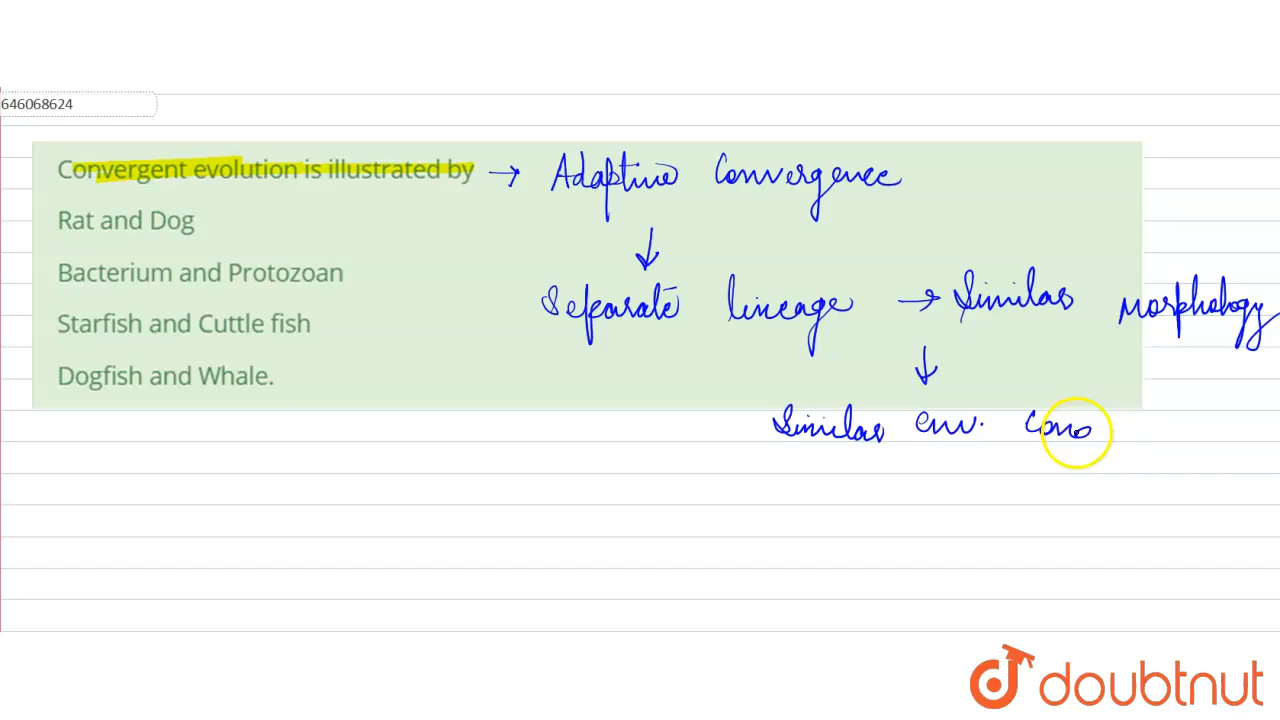 646068624
Convergent evolution is illustrated by → Adaptive Convergence
Rat and Dog
↓
Bacterium and Protozoan
Separate lineage → Similar Morphology
Starfish and Cuttle fish
↓
Dogfish and Whale.
Similar env. con
doubtnut